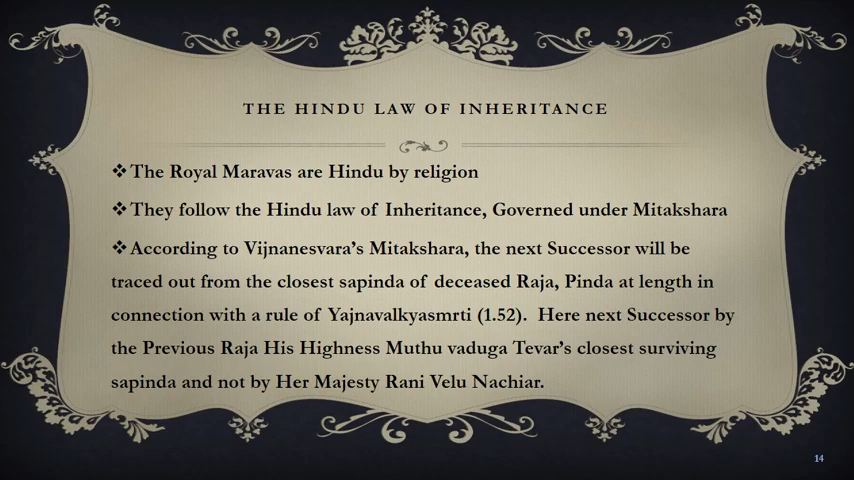 THE HINDU LAW OF INHERITANCE
❖The Royal Maravas are Hindu by religion
❖They follow the Hindu law of Inheritance, Governed under Mitakshara
❖According to Vijnanesvara's Mitakshara, the next Successor will be
traced out from the closest sapinda of deceased Raja, Pinda at length in
connection with a rule of Yajnavalkyasmrti (1.52). Here next Successor by
the Previous Raja His Highness Muthu vaduga Tevar's closest surviving
sapinda and not by Her Majesty Rani Velu Nachiar.
14